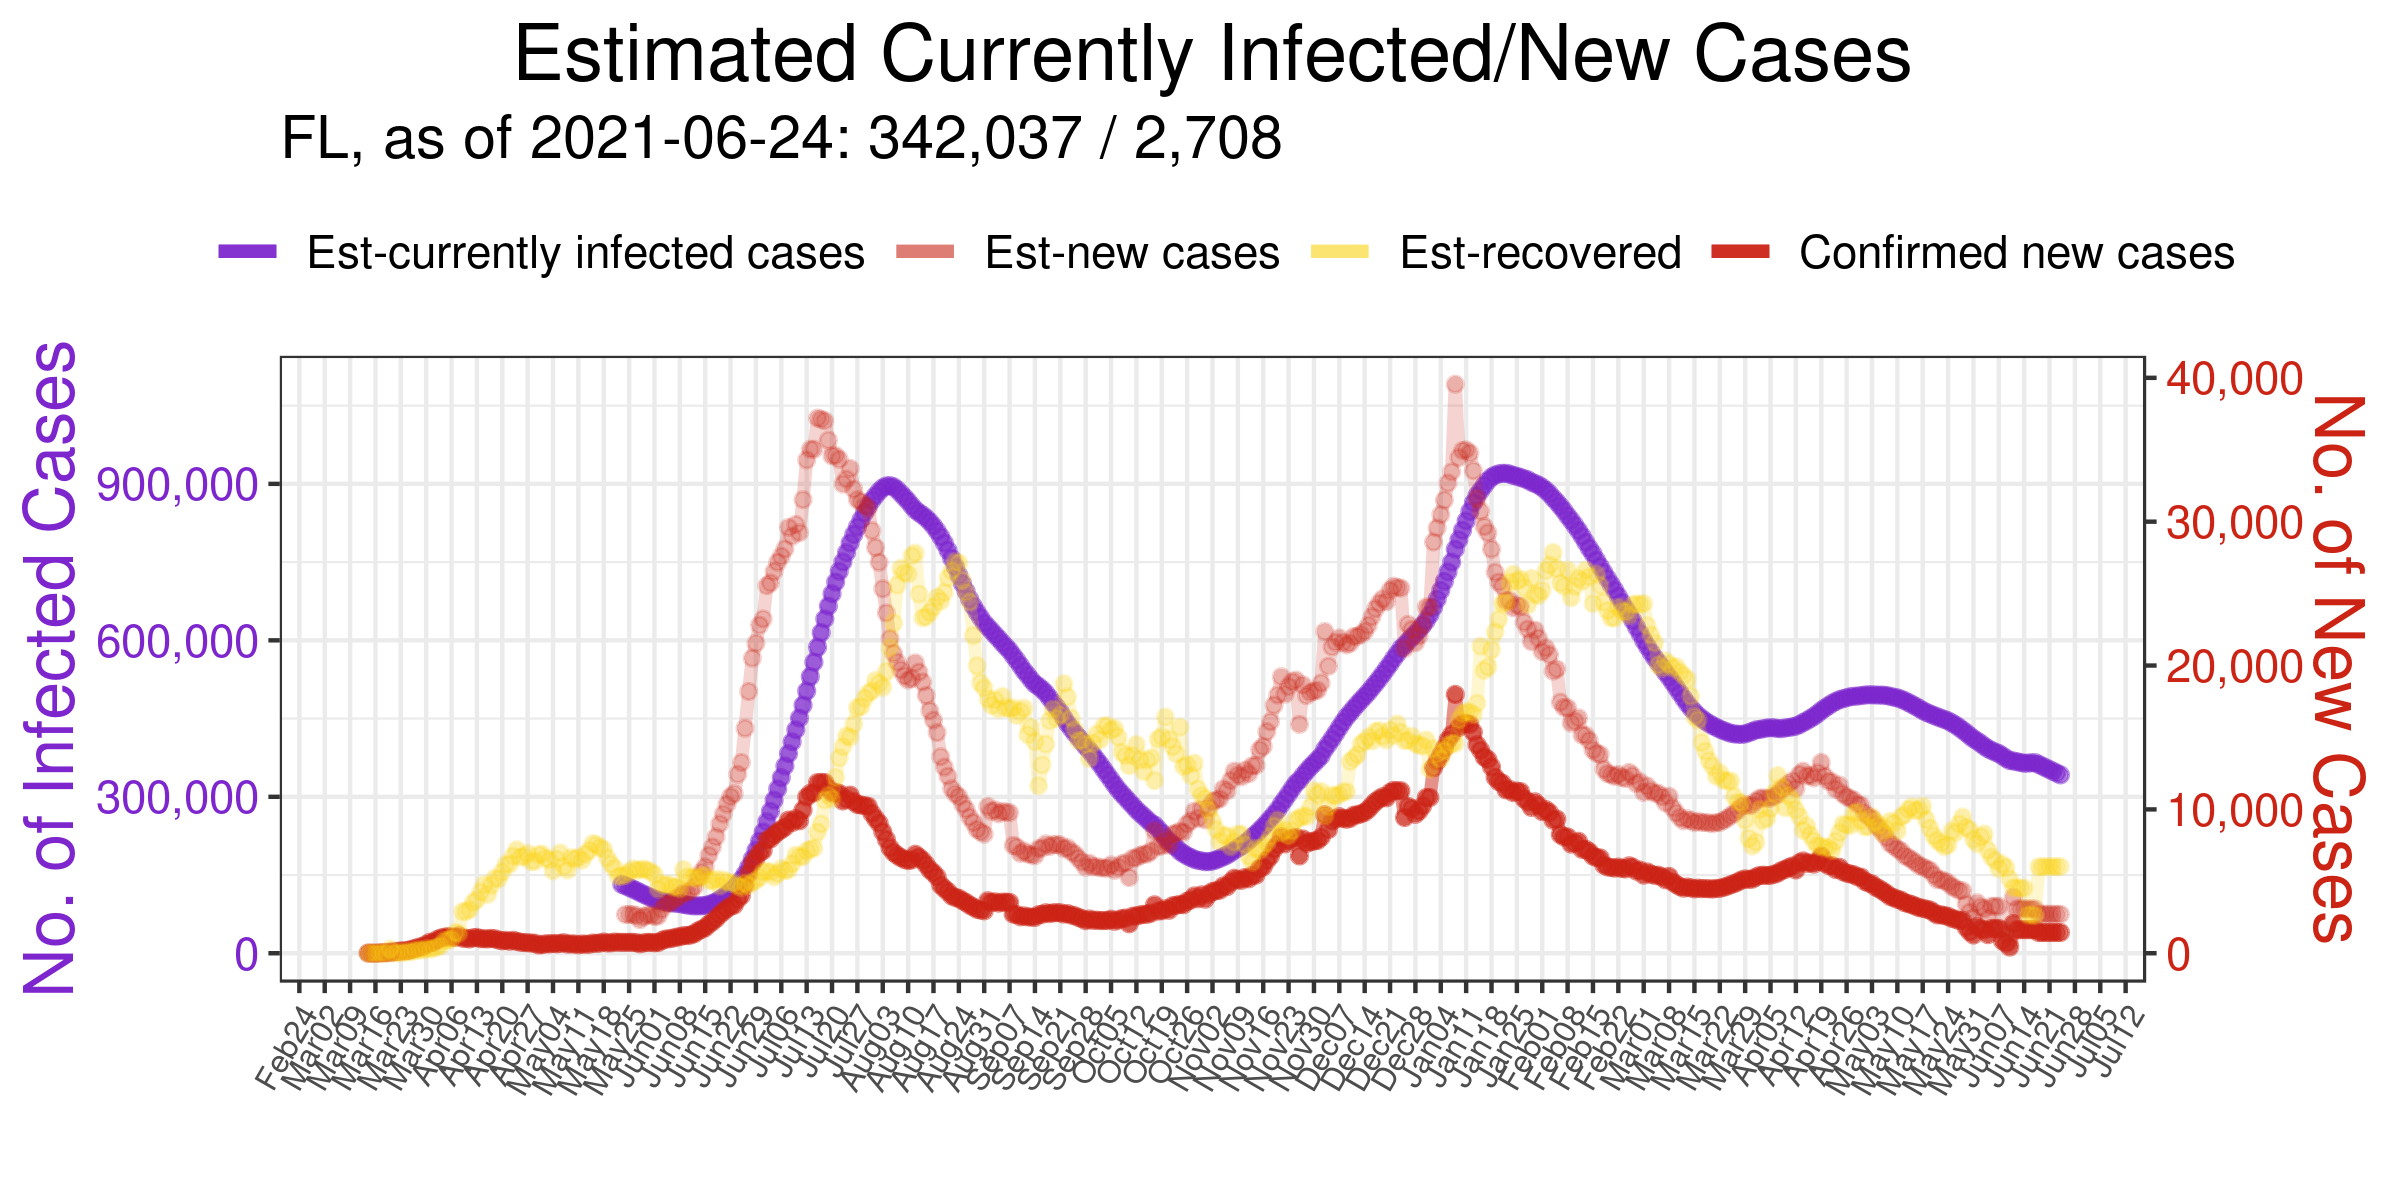 Estimated Currently Infected/New Cases
FL, as of 2021-06-24: 342,037 / 2,708
Est-currently infected cases Est-new cases Est-recovered Confirmed new cases
No. of Infected Cases
900,000
600,000
300,000
0
40,000
30,000
20,000
10,000
0
No. of New Cases
Feb24
Mar02
Mar09
Mar16
Mar23
Mar30
Apr06
Apr13
Apr20
Apr27
May04
May11
May18
May25
Jun01
Jun08
Jun15
Jun22
Jun29
Jul06
Jul13
Jul20
Jul27
Aug03
Aug10
Aug17
Aug24
Aug31
Sep07
Sep14
Sep21
Sep28
Oct05
Oct12
Oct19
Oct26
Nov02
Nov09
Nov16
Nov23
Nov30
Dec07
Dec14
Dec21
Dec28
Jan04
Jan11
Jan18
Jan25
Feb01
Feb08
Feb15
Feb22
Mar01
Mar08
Mar15
Mar22
Mar29
Apr05
Apr12
Apr19
Apr26
May03
May10
May17
May24
May31
Jun07
Jun14
Jun21
Jun28
Jul05
Jul12